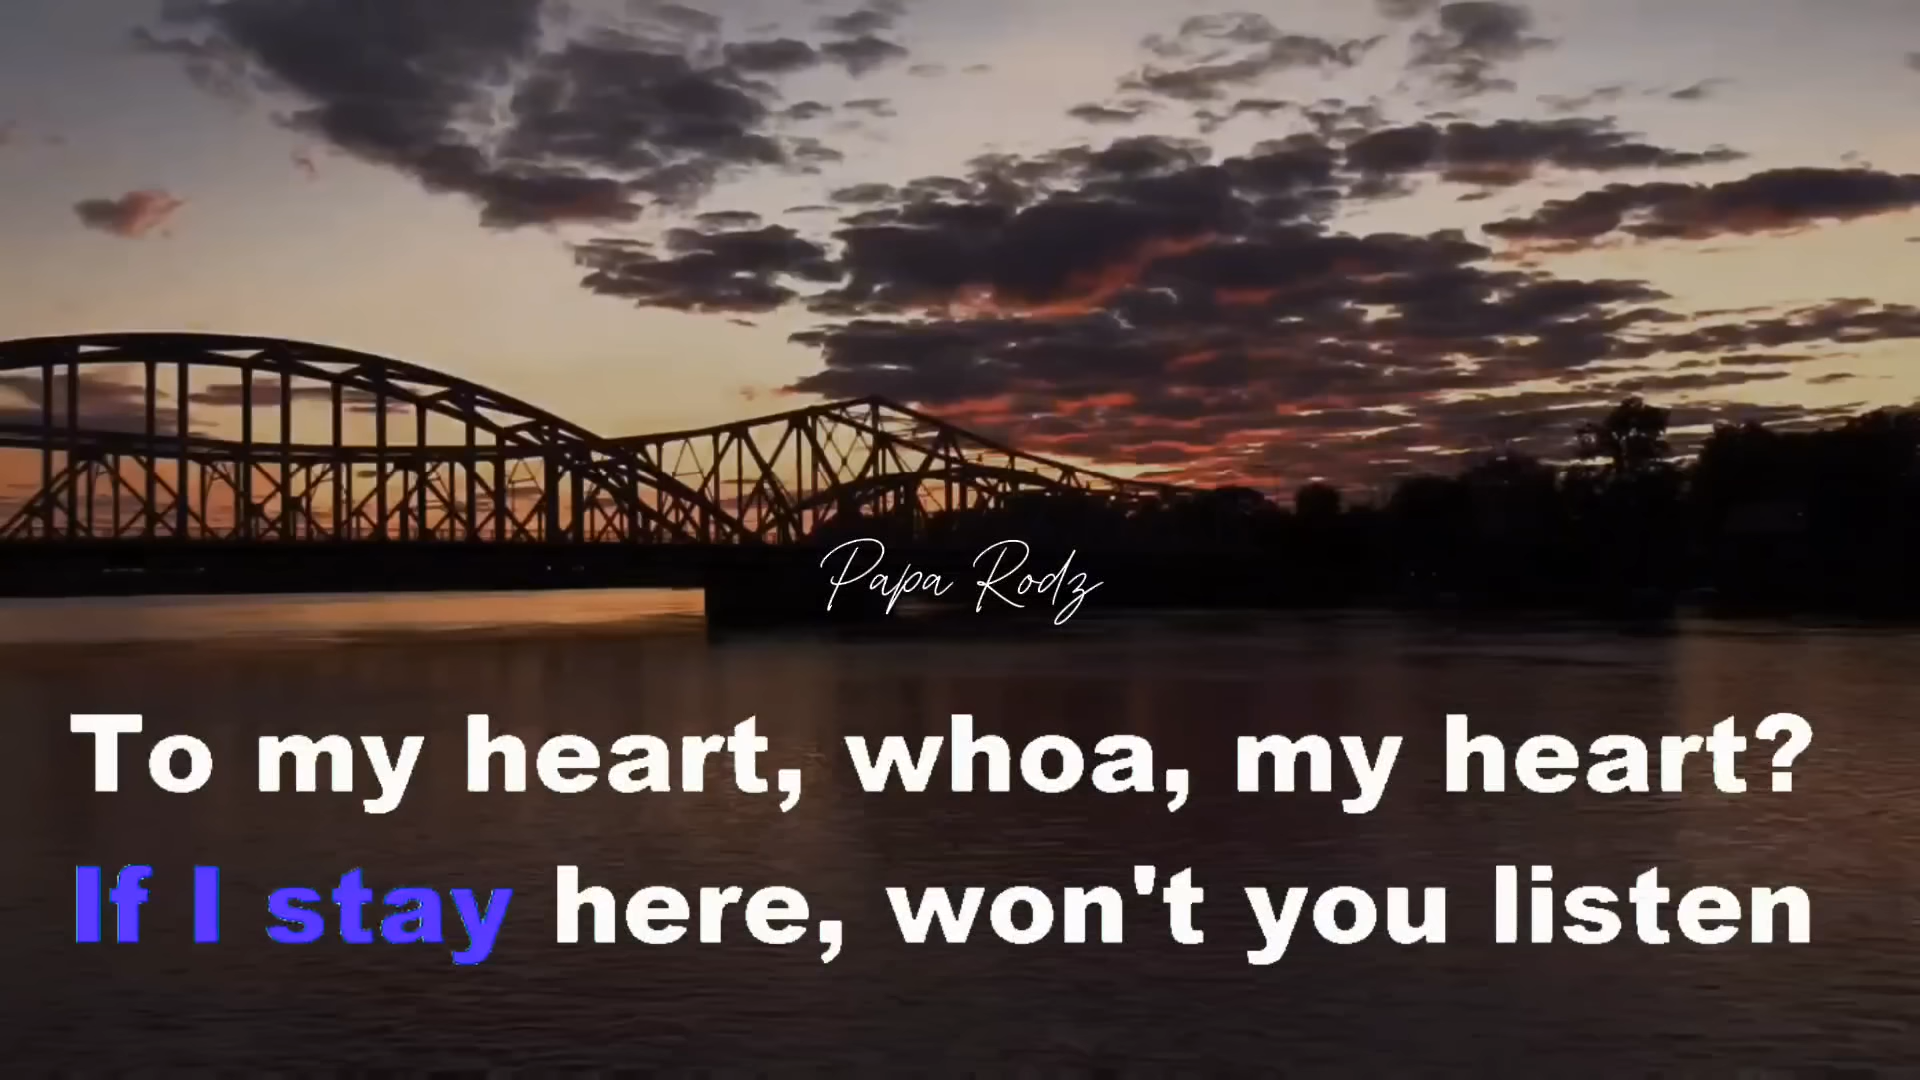 Papa Rodz
To my heart, whoa, my heart?
If I stay here, won't you listen